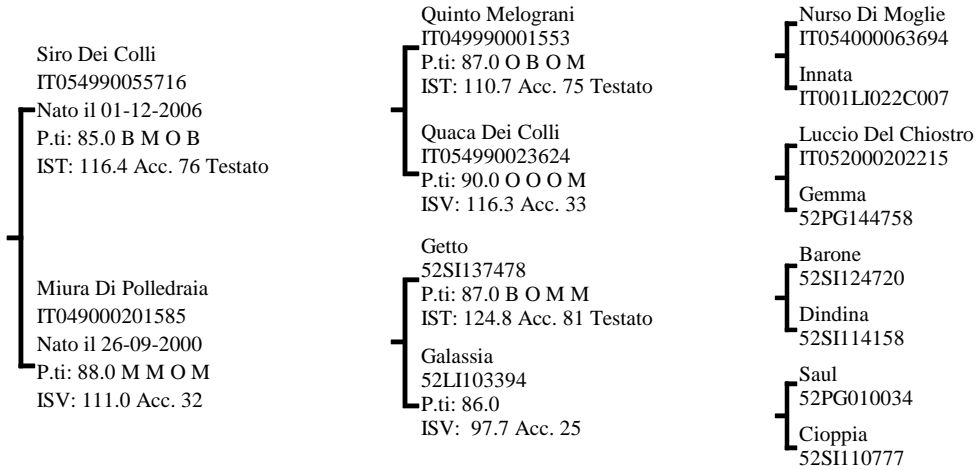 Siro Dei Colli
IT054990055716
Nato il 01-12-2006
P.ti: 85.0 B M O B
IST: 116.4 Acc. 76 Testato
Miura Di Polledraia
IT049000201585
Nato il 26-09-2000
P.ti: 88.0 M M O M
ISV: 111.0 Acc. 32
Quinto Melograni
IT049990001553
P.ti: 87.0 O B O M
IST: 110.7 Acc. 75 Testato
Quaca Dei Colli
IT054990023624
P.ti: 90.0 O O O M
ISV: 116.3 Acc. 33
Getto
52SI137478
P.ti: 87.0 B O M M
IST: 124.8 Acc. 81 Testato
Galassia
52LI103394
P.ti: 86.0
ISV: 97.7 Acc. 25
Nurso Di Moglie
IT054000063694
Innata
IT001LI022C007
Luccio Del Chiostro
IT052000202215
Gemma
52PG144758
Barone
52SI124720
Dindina
52SI114158
Saul
52PG010034
Cioppia
52SI110777